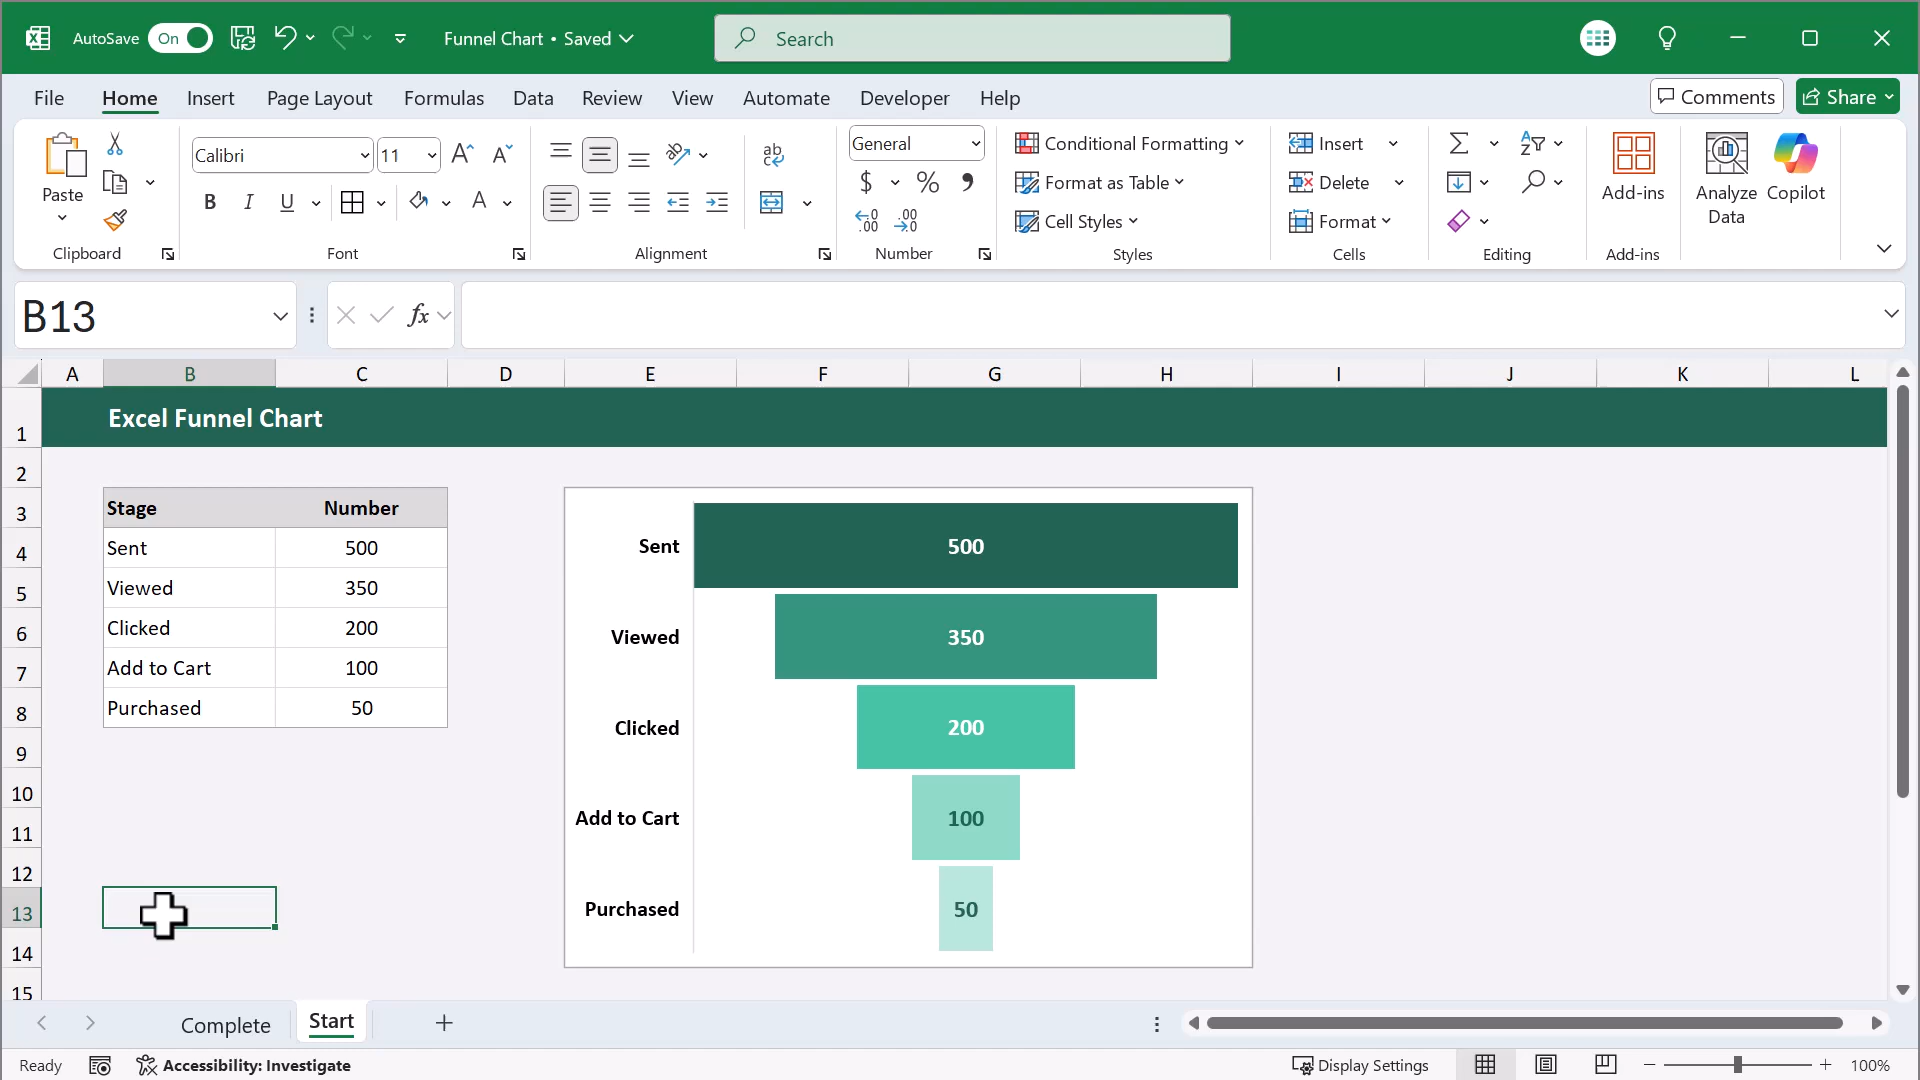 AutoSave On Funnel Chart • Saved Search
File Home Insert Page Layout Formulas Data Review View Automate Developer Help Comments Share
Paste
Clipboard
Calibri 11
B I U A
Font
ab
c
Alignment
General
$ % 9
.00 .00
Number
Conditional Formatting
Format as Table
Cell Styles
Styles
Insert
Delete
Format
Cells
Editing
Add-ins
Add-ins
Analyze Data
Copilot
B13 fx
A B C D E F G H I J K L
1 Excel Funnel Chart
2
3 Stage Number
4 Sent 500
5 Viewed 350
6 Clicked 200
7 Add to Cart 100
8 Purchased 50
9
10
11
12
13
14
15
Sent 500
Viewed 350
Clicked 200
Add to Cart 100
Purchased 50
Complete Start
Ready Accessibility: Investigate Display Settings 100%